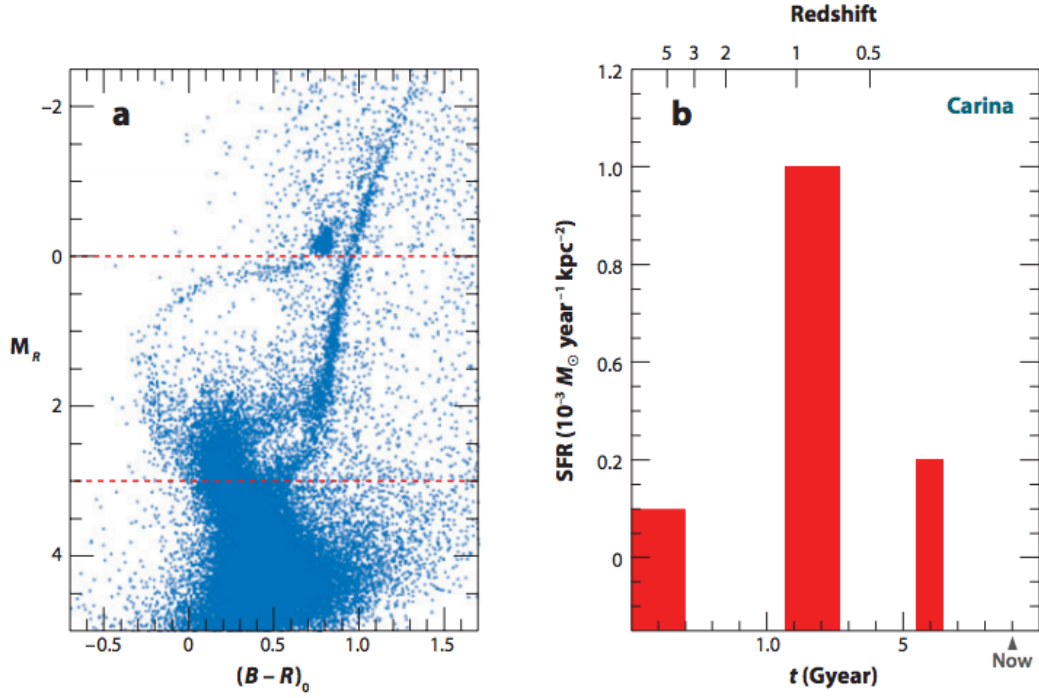 a
−2
0
2
4
M_R
−0.5
0
0.5
1.0
1.5
(B − R)₀
Redshift
5
3
2
1
0.5
b
Carina
1.2
1.0
0.8
0.6
0.4
0.2
0
SFR (10⁻³ M☉ year⁻¹ kpc⁻²)
1.0
5
Now
t (Gyear)